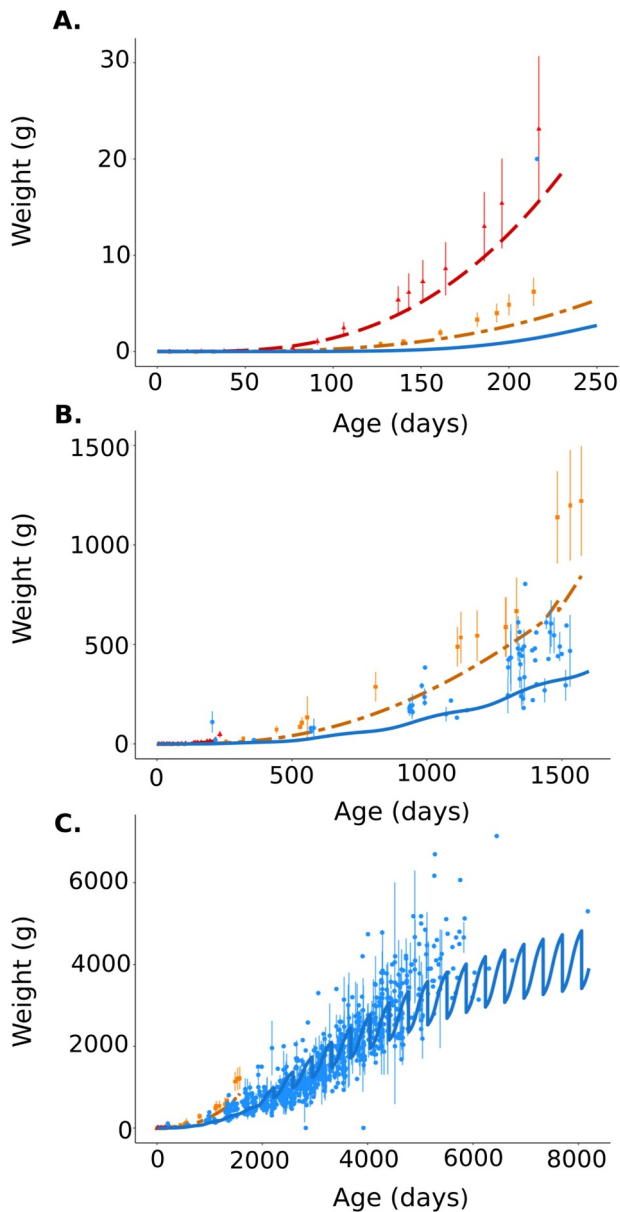 A.
Weight (g)
30
20
10
0
0 50 100 150 200 250
Age (days)
B.
Weight (g)
1500
1000
500
0
0 500 1000 1500
Age (days)
C.
Weight (g)
6000
4000
2000
0
0 2000 4000 6000 8000
Age (days)